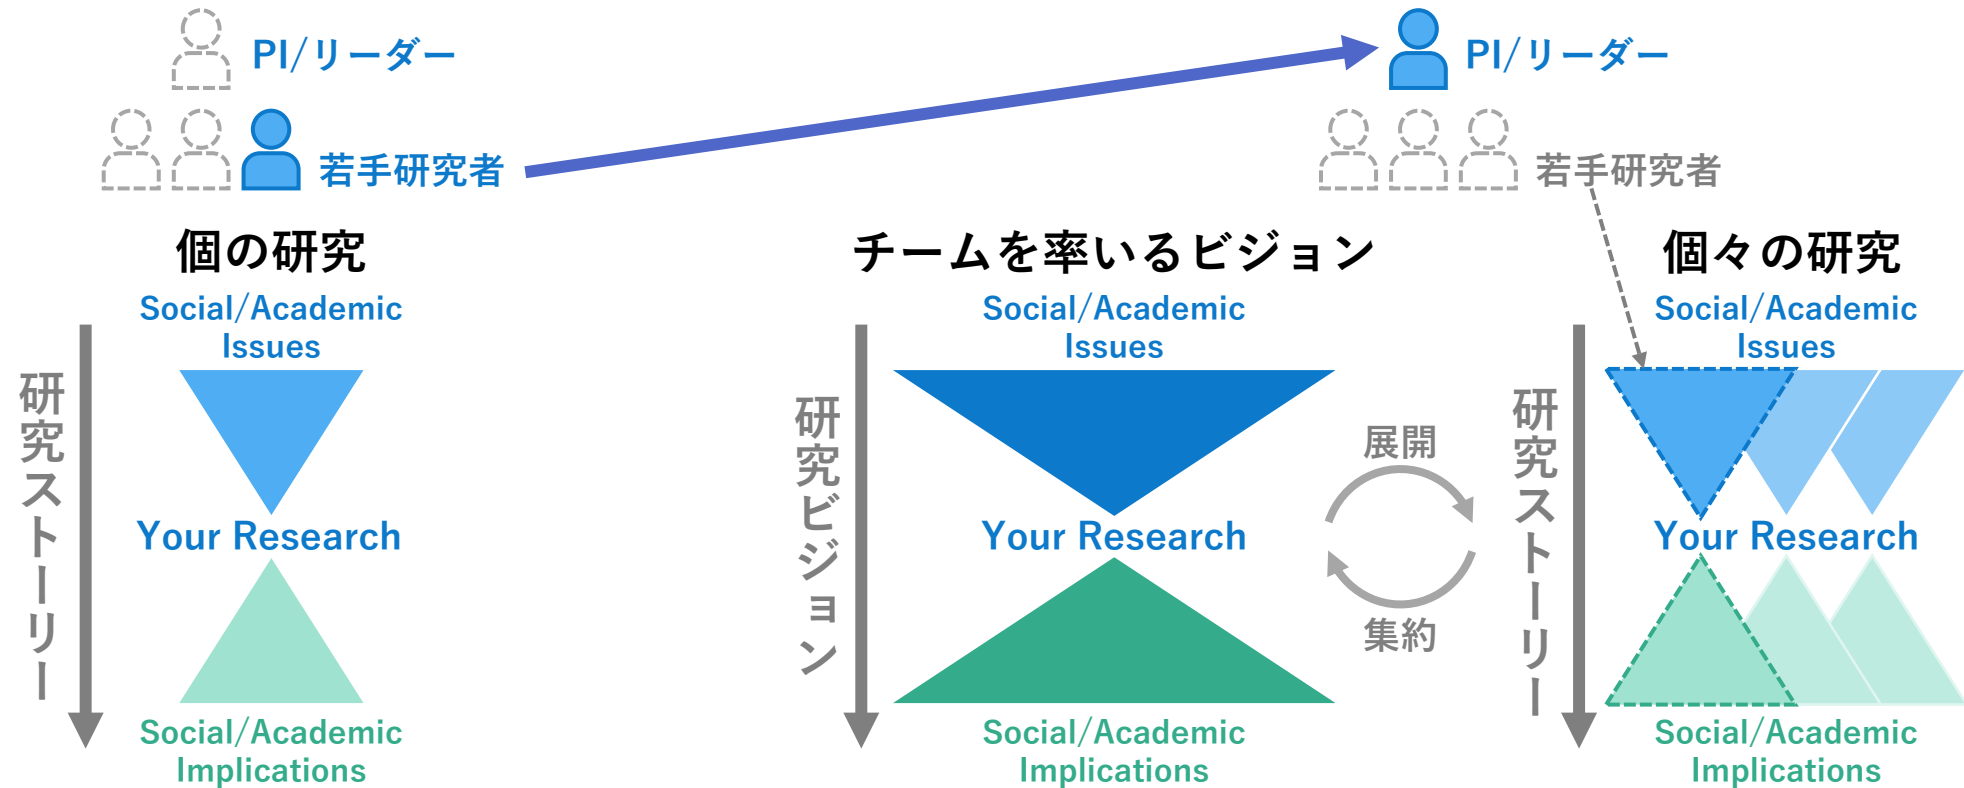 PI/リーダー
若手研究者
PI/リーダー
若手研究者
個の研究
Social/Academic
Issues
研究ストーリー
Your Research
Social/Academic
Implications
チームを率いるビジョン
Social/Academic
Issues
研究ビジョン
Your Research
Social/Academic
Implications
展開
集約
個々の研究
Social/Academic
Issues
研究ストーリー
Your Research
Social/Academic
Implications